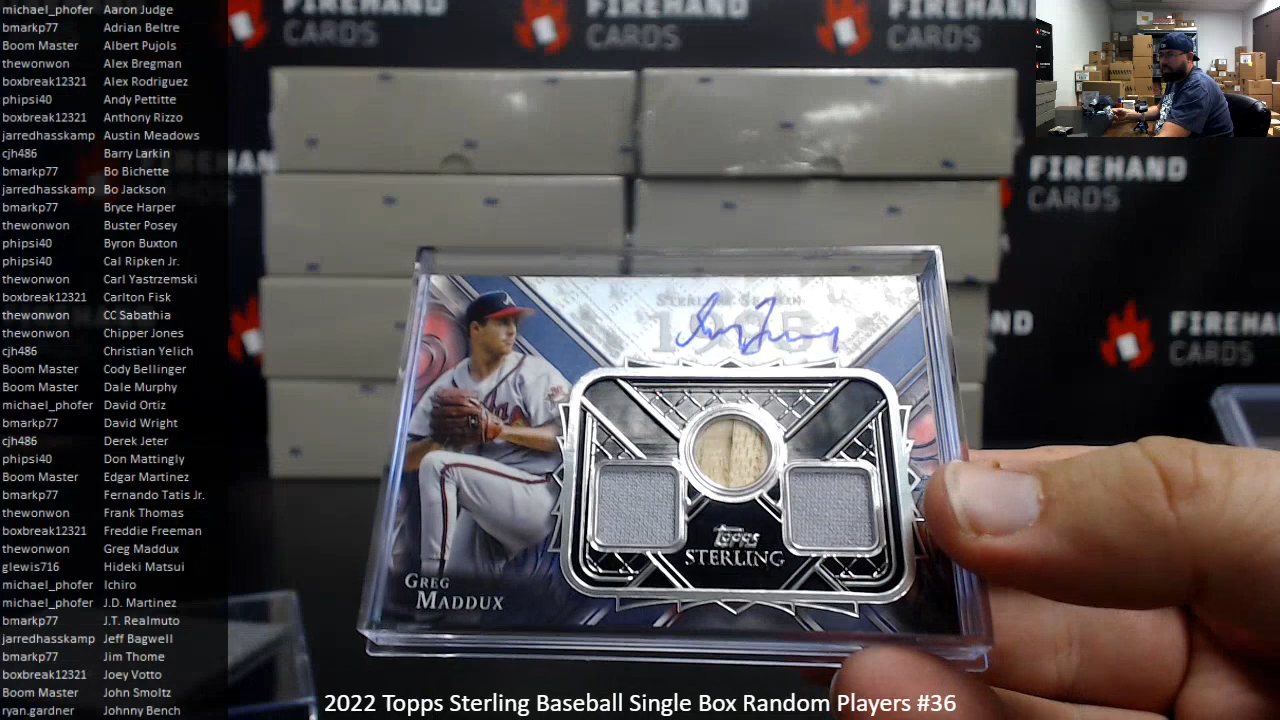 michael_phofer Aaron Judge
bmarkp77 Adrian Beltre
Boom Master Albert Pujols
thewonwon Alex Bregman
boxbreak12321 Alex Rodriguez
phipsi40 Andy Pettitte
boxbreak12321 Anthony Rizzo
jarredhasskamp Austin Meadows
cjh486 Barry Larkin
bmarkp77 Bo Bichette
jarredhasskamp Bo Jackson
bmarkp77 Bryce Harper
thewonwon Buster Posey
phipsi40 Byron Buxton
phipsi40 Cal Ripken Jr.
thewonwon Carl Yastrzemski
boxbreak12321 Carlton Fisk
thewonwon CC Sabathia
thewonwon Chipper Jones
cjh486 Christian Yelich
Boom Master Cody Bellinger
Boom Master Dale Murphy
michael_phofer David Ortiz
bmarkp77 David Wright
cjh486 Derek Jeter
phipsi40 Don Mattingly
Boom Master Edgar Martinez
bmarkp77 Fernando Tatis Jr.
thewonwon Frank Thomas
boxbreak12321 Freddie Freeman
thewonwon Greg Maddux
glewis716 Hideki Matsui
michael_phofer Ichiro
michael_phofer J.D. Martinez
bmarkp77 J.T. Realmuto
jarredhasskamp Jeff Bagwell
bmarkp77 Jim Thome
boxbreak12321 Joey Votto
Boom Master John Smoltz
ryan.gardner Johnny Bench
FIREHAND
CARDS
FIREHAND
CARDS
FIREHAND
CARDS
FIREHAND
CARDS
FIREHA
CARDS
ND
STERLING SEASON
1995
TOPPS
STERLING
GREG
MADDUX
2022 Topps Sterling Baseball Single Box Random Players #36